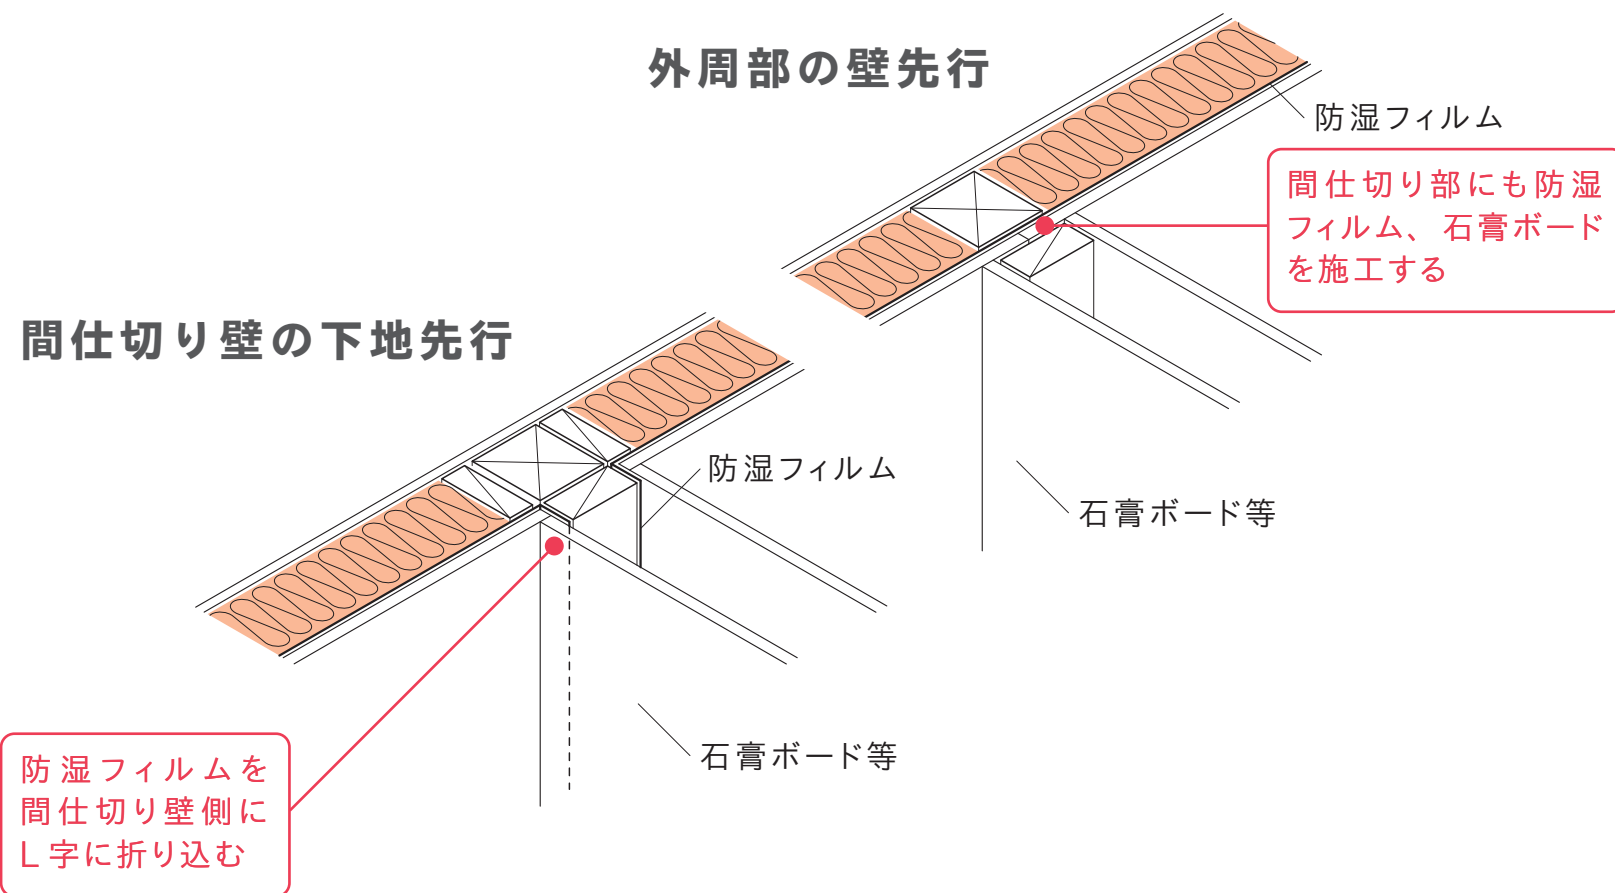 外周部の壁先行
防湿フィルム
間仕切り部にも防湿
フィルム、石膏ボード
を施工する
石膏ボード等
間仕切り壁の下地先行
防湿フィルム
石膏ボード等
防湿フィルムを
間仕切り壁側に
L字に折り込む